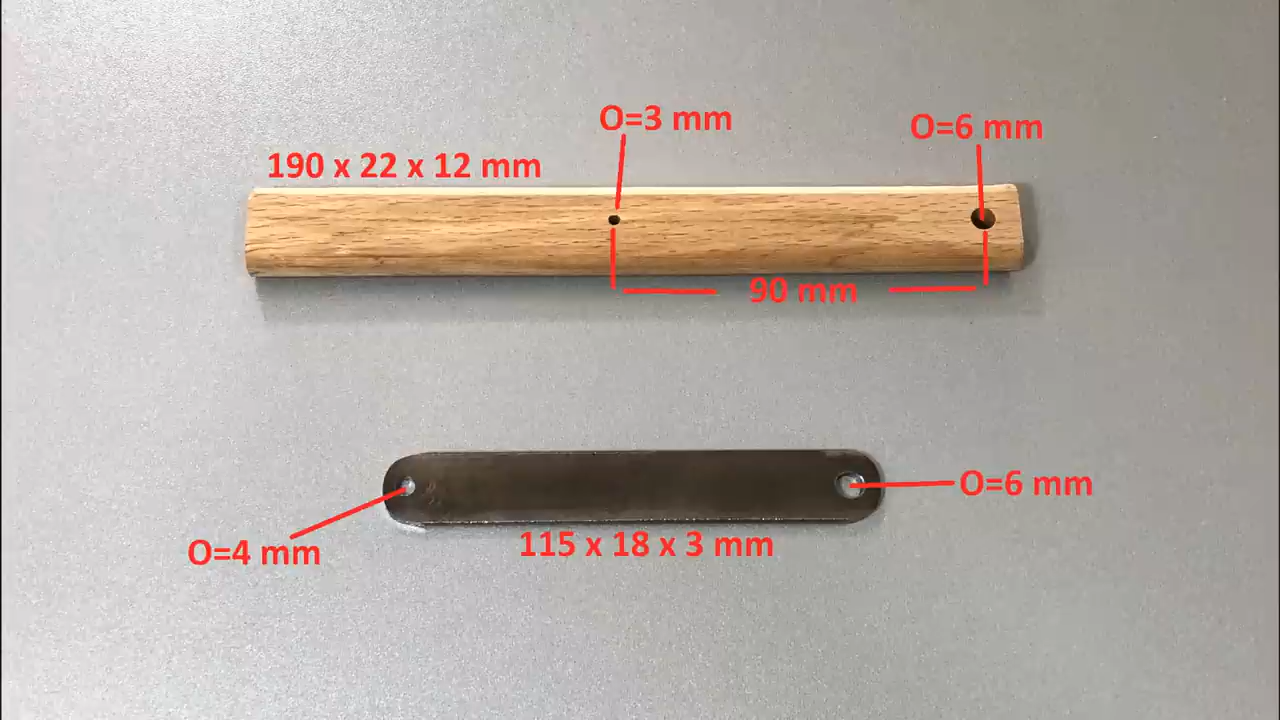 O=3 mm
O=6 mm
190 x 22 x 12 mm
90 mm
O=6 mm
115 x 18 x 3 mm
O=4 mm